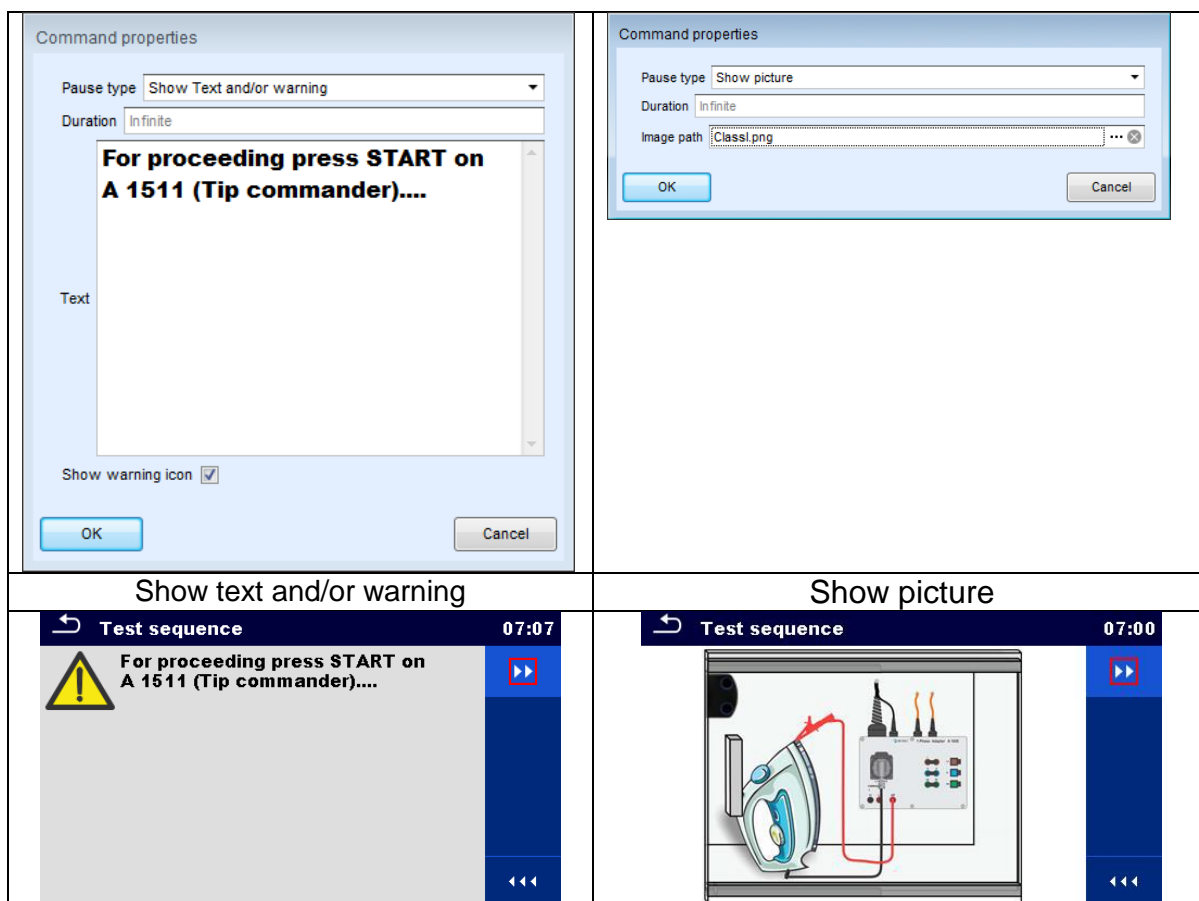 Command properties
Pause type Show Text and/or warning
Duration Infinite
For proceeding press START on
A 1511 (Tip commander)....
Text
Show warning icon
OK Cancel
Command properties
Pause type Show picture
Duration Infinite
Image path ClassI.png ...
OK Cancel
Show text and/or warning
Show picture
Test sequence 07:07
For proceeding press START on
A 1511 (Tip commander)....
Test sequence 07:00